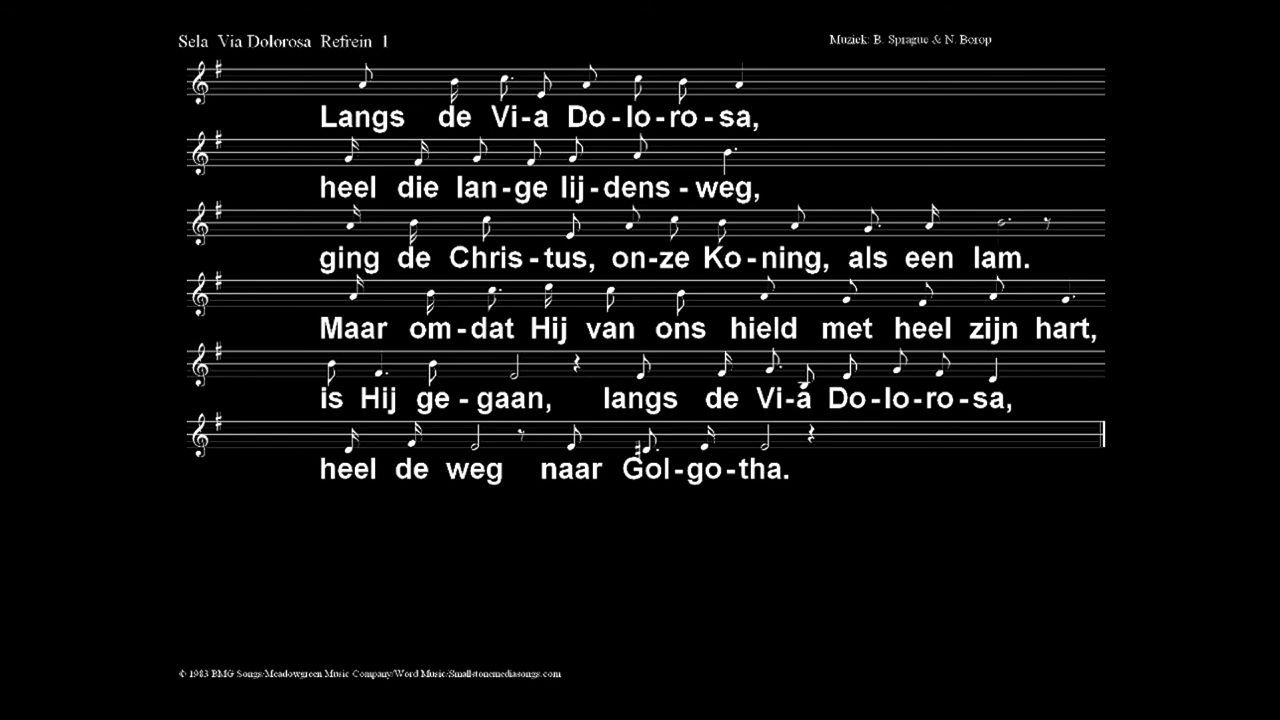 Sela Via Dolorosa Refrein 1
Muziek: B. Sprague & N. Borop
Langs de Vi-a Do-lo-ro-sa,
heel die lan-ge lij-dens-weg,
ging de Chris-tus, on-ze Ko-ning, als een lam.
Maar om-dat Hij van ons hield met heel zijn hart,
is Hij ge-gaan, langs de Vi-a Do-lo-ro-sa,
heel de weg naar Gol-go-tha.
© 1983 BMG Songs/Meadowgreen Music Company/Word Music/Smallstonemediasongs.com